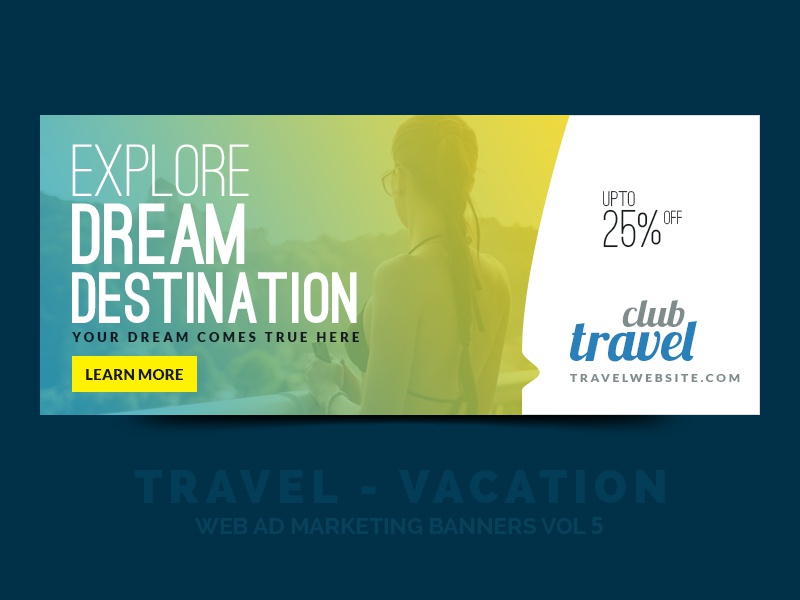 EXPLORE
DREAM
DESTINATION
YOUR DREAM COMES TRUE HERE
LEARN MORE
UPTO
25% OFF
club
travel
TRAVELWEBSITE.COM
TRAVEL - VACATION
WEB AD MARKETING BANNERS VOL 5